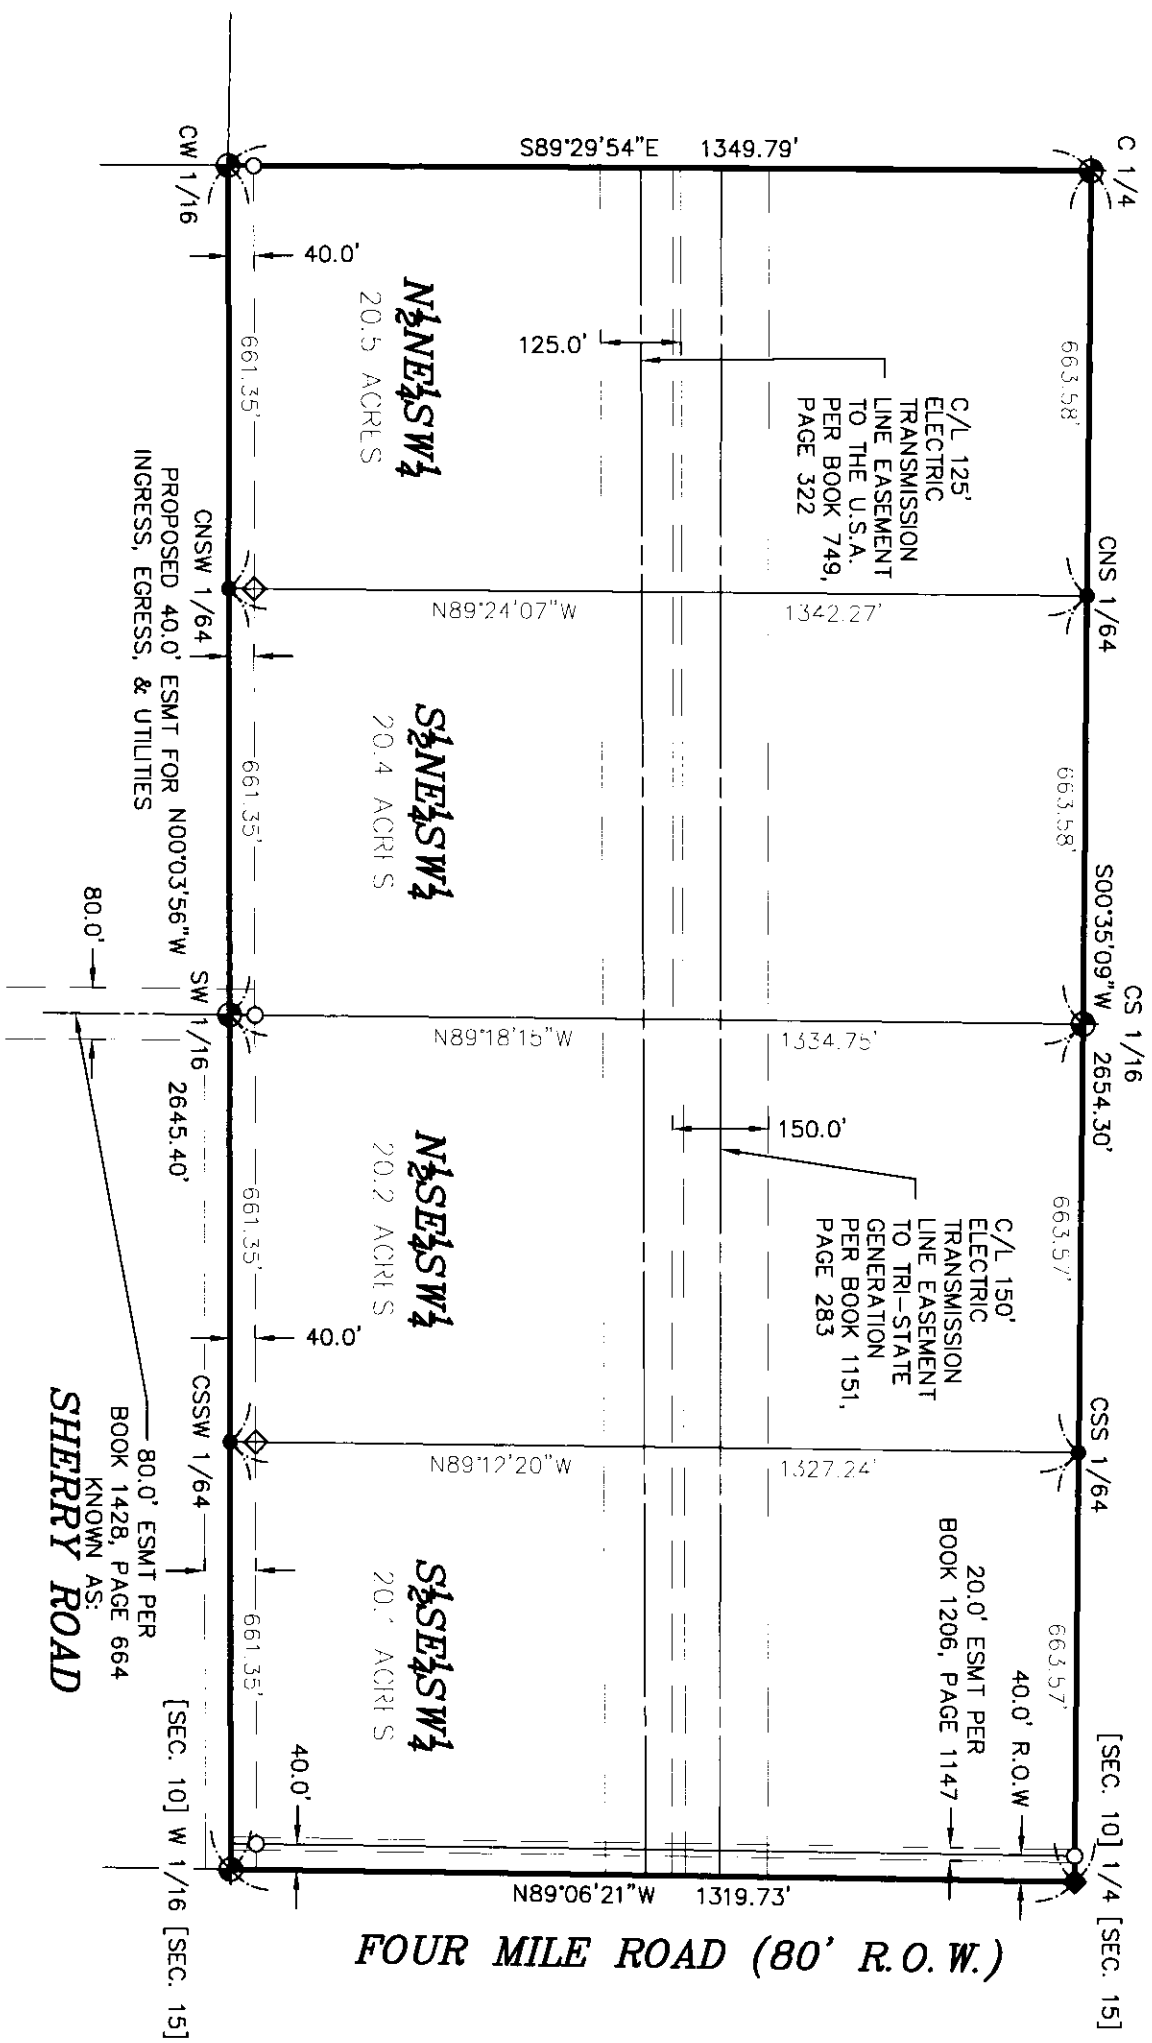 C 1/4
S89°29'54"E 1349.79'
CW 1/16
40.0'
N½NE¼SW¼
20.5 ACRES
661.35'
663.58'
125.0'
C/L 125'
ELECTRIC
TRANSMISSION
LINE EASEMENT
TO THE U.S.A.
PER BOOK 749,
PAGE 322
CNS 1/64
N89°24'07"W 1342.27'
CNSW 1/64
PROPOSED 40.0' ESMT FOR
INGRESS, EGRESS, & UTILITIES
N00°03'56"W 2645.40'
S½NE¼SW¼
20.4 ACRES
661.35'
663.58'
S00°35'09"W 2654.30'
CS 1/16
N89°18'15"W 1334.75'
SW 1/16
80.0'
150.0'
C/L 150'
ELECTRIC
TRANSMISSION
LINE EASEMENT
TO TRI-STATE
GENERATION
PER BOOK 1151,
PAGE 283
N½SE¼SW¼
20.2 ACRES
661.35'
663.57'
40.0'
CSS 1/64
N89°12'20"W 1327.24'
CSSW 1/64
80.0' ESMT PER
BOOK 1428, PAGE 664
KNOWN AS:
SHERRY ROAD
S½SE¼SW¼
20.1 ACRES
661.35'
663.57'
20.0' ESMT PER
BOOK 1206, PAGE 1147
40.0' R.O.W
40.0'
[SEC. 10] 1/4 [SEC. 15]
N89°06'21"W 1319.73'
[SEC. 10] W 1/16 [SEC. 15]
FOUR MILE ROAD (80' R.O.W.)